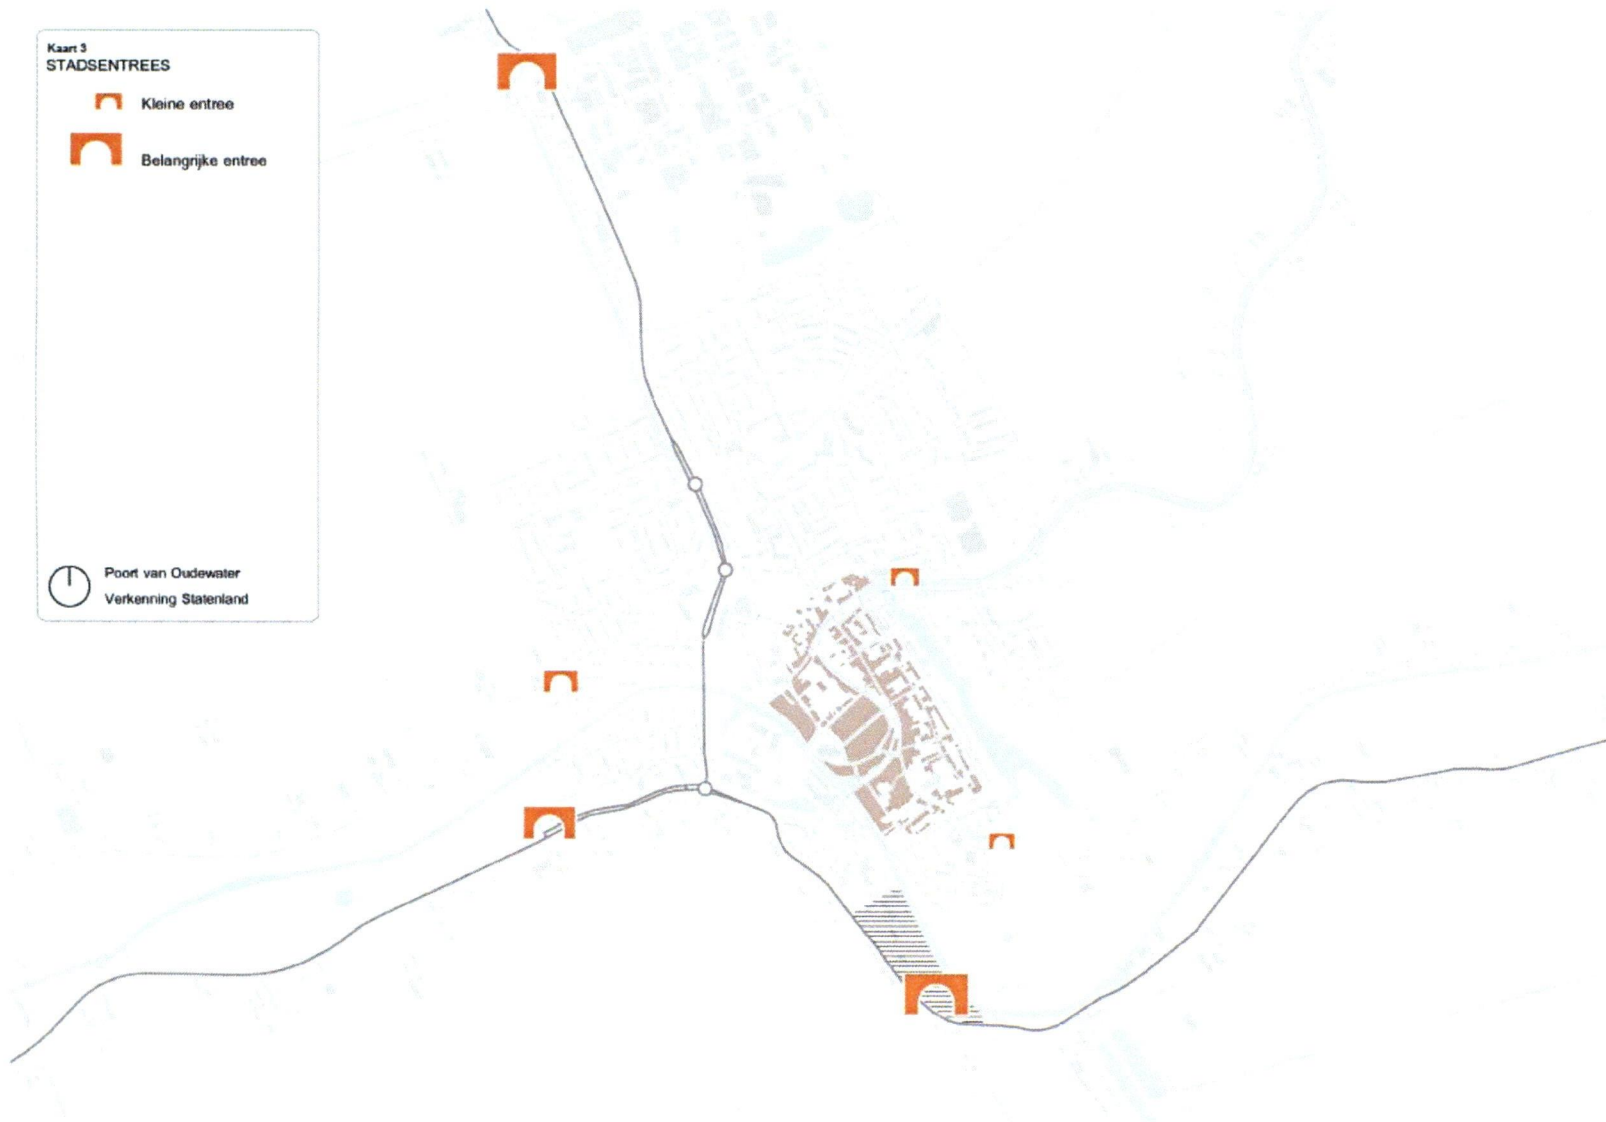 Kaart 3
STADSENTREES
Kleine entree
Belangrijke entree
Poort van Oudewater
Verkenning Statenland